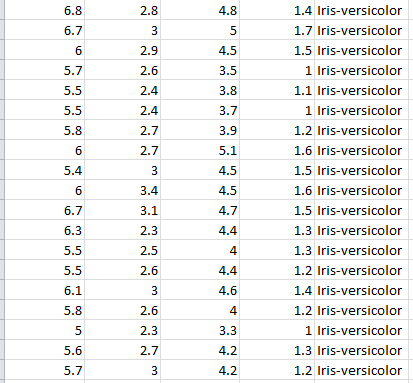 6.8 2.8 4.8 1.4 Iris-versicolor
6.7 3 5 1.7 Iris-versicolor
6 2.9 4.5 1.5 Iris-versicolor
5.7 2.6 3.5 1 Iris-versicolor
5.5 2.4 3.8 1.1 Iris-versicolor
5.5 2.4 3.7 1 Iris-versicolor
5.8 2.7 3.9 1.2 Iris-versicolor
6 2.7 5.1 1.6 Iris-versicolor
5.4 3 4.5 1.5 Iris-versicolor
6 3.4 4.5 1.6 Iris-versicolor
6.7 3.1 4.7 1.5 Iris-versicolor
6.3 2.3 4.4 1.3 Iris-versicolor
5.5 2.5 4 1.3 Iris-versicolor
5.5 2.6 4.4 1.2 Iris-versicolor
6.1 3 4.6 1.4 Iris-versicolor
5.8 2.6 4 1.2 Iris-versicolor
5 2.3 3.3 1 Iris-versicolor
5.6 2.7 4.2 1.3 Iris-versicolor
5.7 3 4.2 1.2 Iris-versicolor